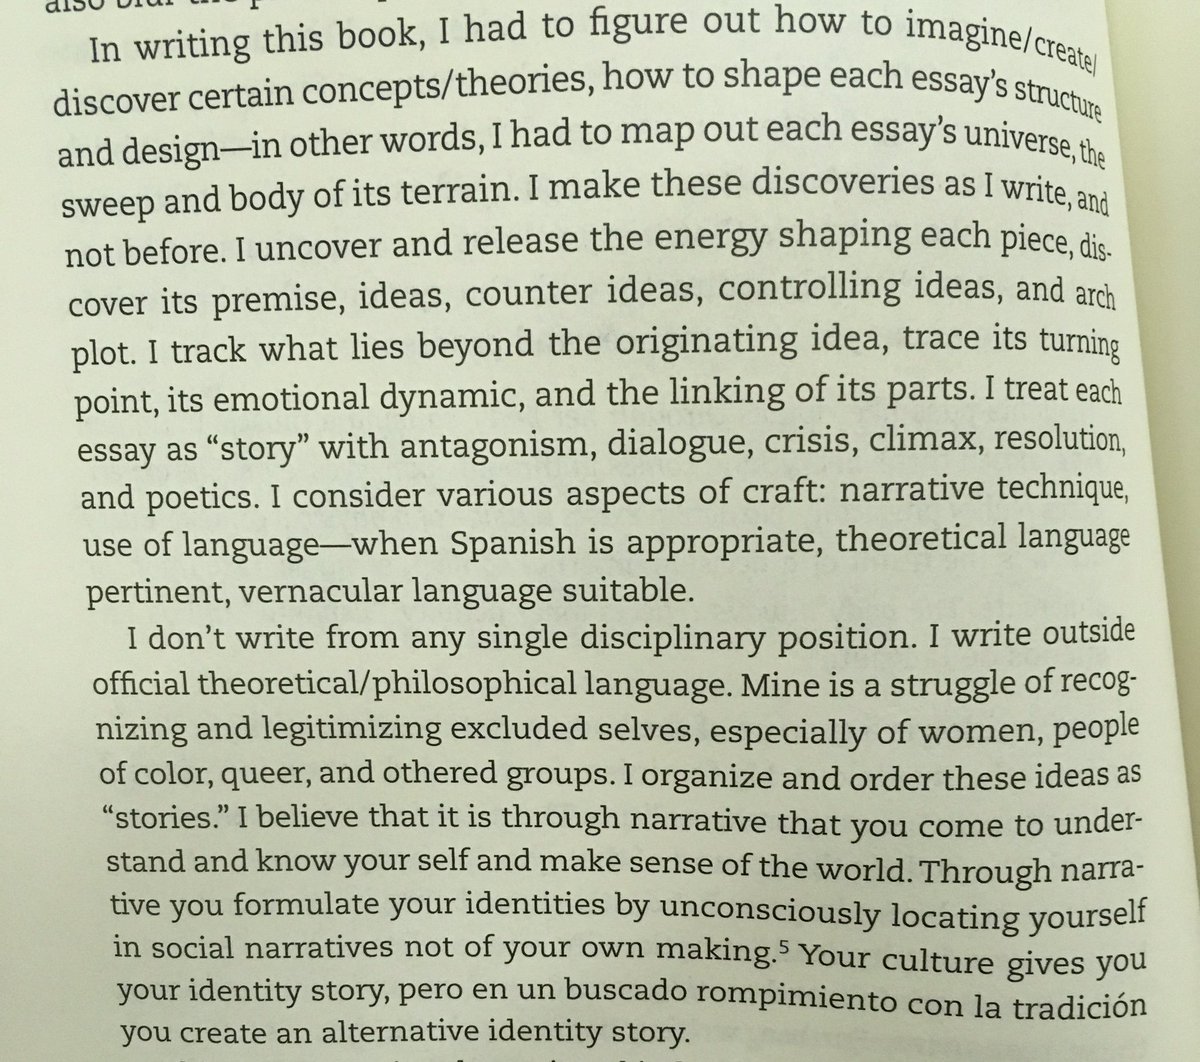 also blur the
In writing this book, I had to figure out how to imagine/create/
discover certain concepts/theories, how to shape each essay’s structure
and design—in other words, I had to map out each essay’s universe, the
sweep and body of its terrain. I make these discoveries as I write, and
not before. I uncover and release the energy shaping each piece, dis-
cover its premise, ideas, counter ideas, controlling ideas, and arch
plot. I track what lies beyond the originating idea, trace its turning
point, its emotional dynamic, and the linking of its parts. I treat each
essay as “story” with antagonism, dialogue, crisis, climax, resolution,
and poetics. I consider various aspects of craft: narrative technique,
use of language—when Spanish is appropriate, theoretical language
pertinent, vernacular language suitable.
I don’t write from any single disciplinary position. I write outside
official theoretical/philosophical language. Mine is a struggle of recog-
nizing and legitimizing excluded selves, especially of women, people
of color, queer, and othered groups. I organize and order these ideas as
“stories.” I believe that it is through narrative that you come to under-
stand and know your self and make sense of the world. Through narra-
tive you formulate your identities by unconsciously locating yourself
in social narratives not of your own making.⁵ Your culture gives you
your identity story, pero en un buscado rompimiento con la tradición
you create an alternative identity story.